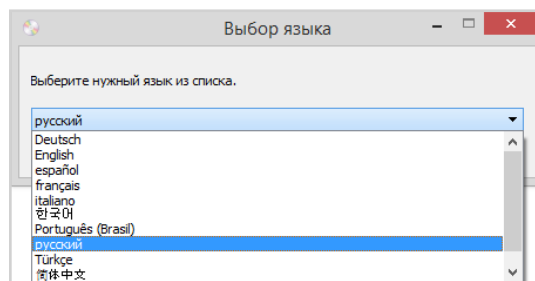 Выбор языка
Выберите нужный язык из списка.
русский
Deutsch
English
español
français
italiano
한국어
Português (Brasil)
русский
Türkçe
简体中文